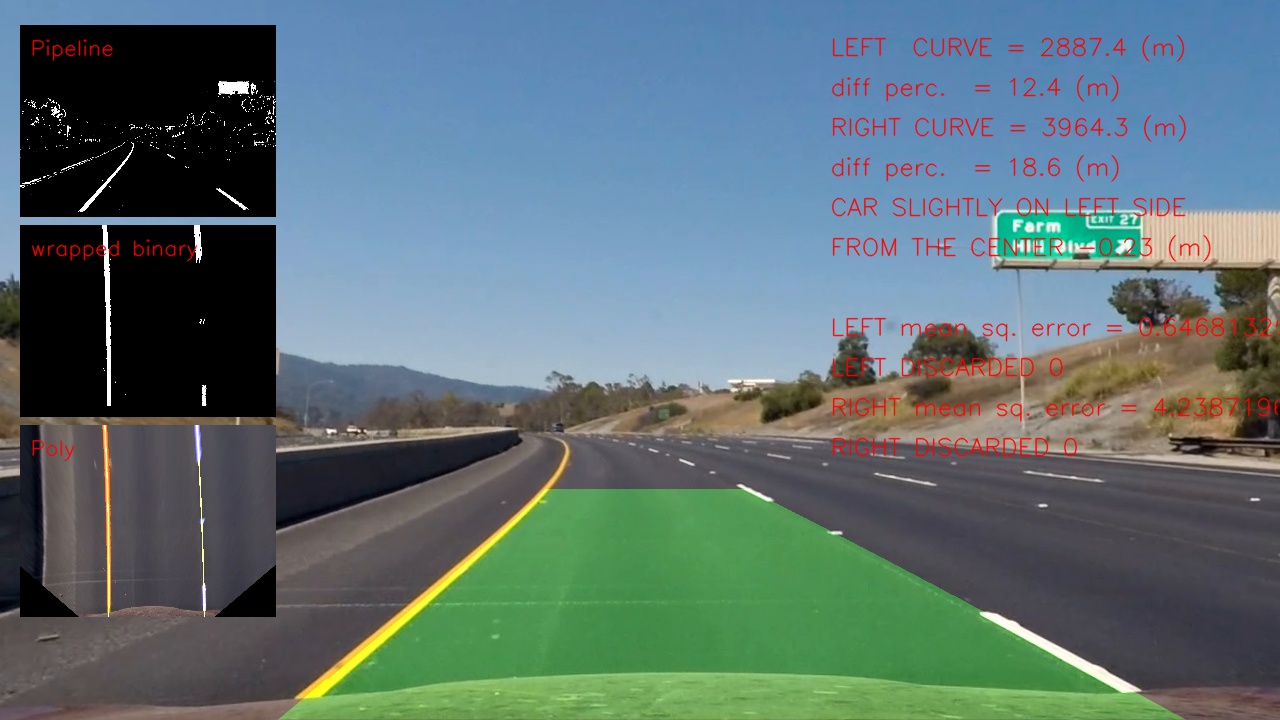 Pipeline
wrapped binary
Poly
LEFT CURVE = 2887.4 (m)
diff perc. = 12.4 (m)
RIGHT CURVE = 3964.3 (m)
diff perc. = 18.6 (m)
CAR SLIGHTLY ON LEFT SIDE
EXIT 27
Farm
FROM THE CENTER -0.23 (m)
LEFT mean sq. error = 0.6468132
LEFT DISCARDED 0
RIGHT mean sq. error = 4.2387196
RIGHT DISCARDED 0